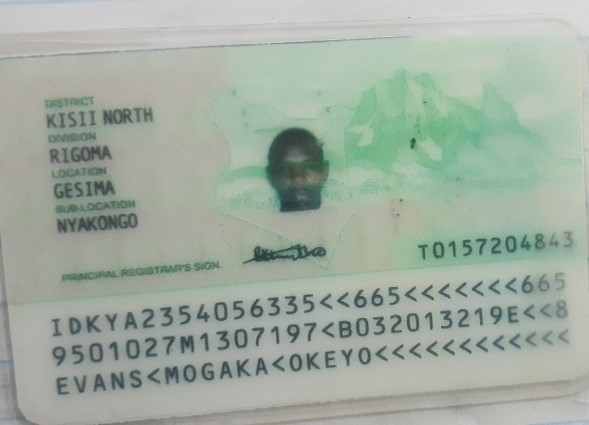 DISTRICT
KISII NORTH
DIVISION
RIGOMA
LOCATION
GESIMA
SUB-LOCATION
NYAKONGO
PRINCIPAL REGISTRAR'S SIGN.
T0157204843
IDKYA2354056335<<665<<<<<<<665
9501027M1307197<B032013219E<<8
EVANS<MOGAKA<OKEYO<<<<<<<<<<<<